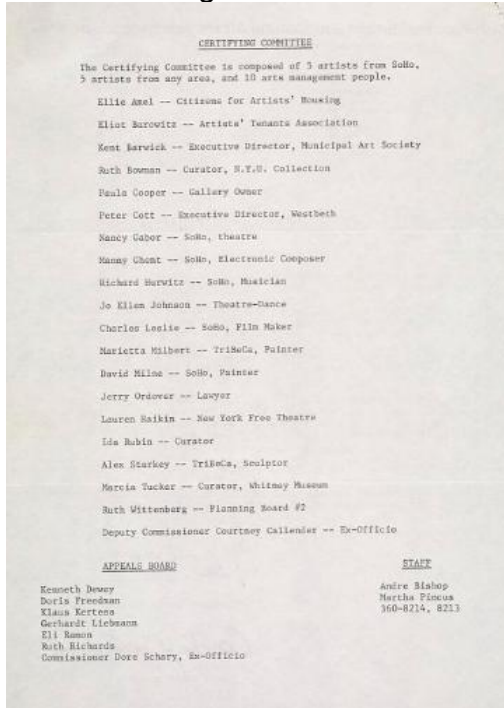 CERTIFYING COMMITTEE
The Certifying Committee is composed of 5 artists from SoHo,
5 artists from any area, and 10 arts management people.
Ellie Amel -- Citizens for Artists' Housing
Eliot Barowitz -- Artists' Tenants Association
Kent Barwick -- Executive Director, Municipal Art Society
Ruth Bowman -- Curator, N.Y.U. Collection
Paula Cooper -- Gallery Owner
Peter Cott -- Executive Director, Westbeth
Nancy Gabor -- SoHo, theatre
Manny Ghent -- SoHo, Electronic Composer
Richard Hurwitz -- SoHo, Musician
Jo Ellen Johnson -- Theatre-Dance
Charles Leslie -- SoHo, Film Maker
Marietta Milbert -- TriBeCa, Painter
David Milne -- SoHo, Painter
Jerry Ordover -- Lawyer
Lauren Raikin -- New York Free Theatre
Ida Rubin -- Curator
Alex Starkey -- TriBeCa, Sculptor
Marcia Tucker -- Curator, Whitney Museum
Ruth Wittenberg -- Planning Board #2
Deputy Commissioner Courtney Callender -- Ex-Officio
APPEALS BOARD
Kenneth Dewey
Doris Freedman
Klaus Kertess
Gerhardt Liebmann
Eli Ramon
Ruth Richards
Commissioner Dore Schary, Ex-Officio
STAFF
Andre Bishop
Martha Pincus
360-8214, 8213